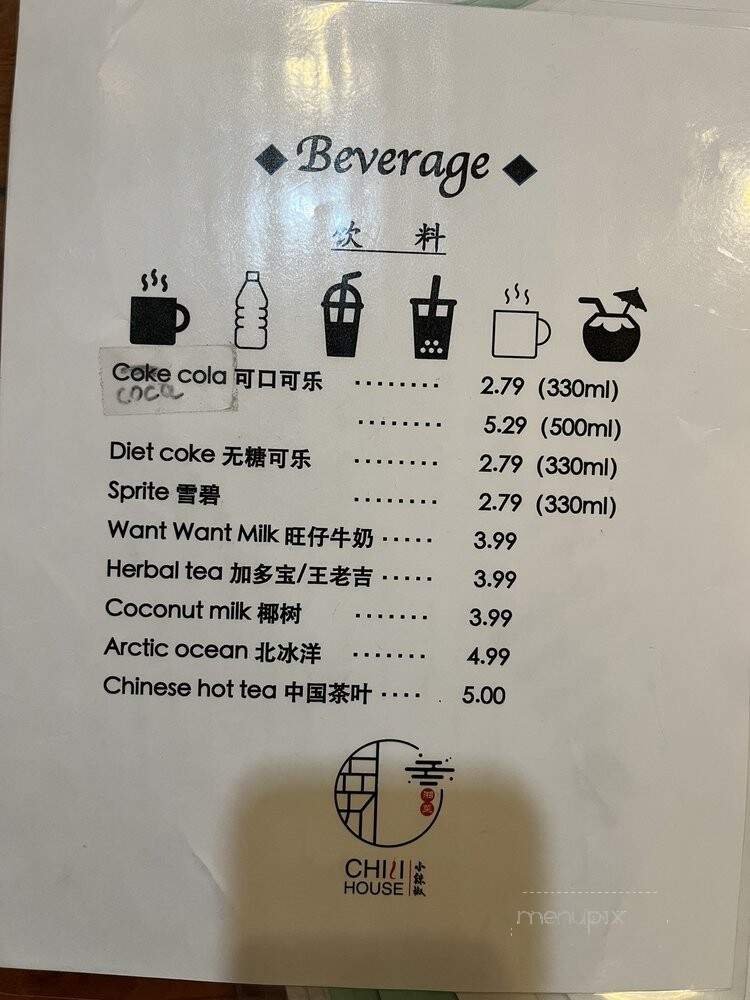 Beverage
饮 料
Coke cola 可口可乐 ········ 2.79 (330ml)
coca
········ 5.29 (500ml)
Diet coke 无糖可乐 ········ 2.79 (330ml)
Sprite 雪碧 ········ 2.79 (330ml)
Want Want Milk 旺仔牛奶 ····· 3.99
Herbal tea 加多宝/王老吉 ····· 3.99
Coconut milk 椰树 ······· 3.99
Arctic ocean 北冰洋 ······· 4.99
Chinese hot tea 中国茶叶 ···· 5.00
CHILI
HOUSE
小辣椒
menupix